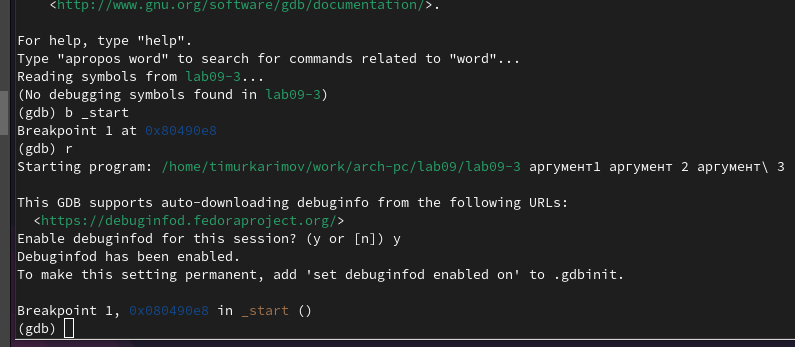 <http://www.gnu.org/software/gdb/documentation/>.
For help, type "help".
Type "apropos word" to search for commands related to "word"...
Reading symbols from lab09-3...
(No debugging symbols found in lab09-3)
(gdb) b _start
Breakpoint 1 at 0x80490e8
(gdb) r
Starting program: /home/timurkarimov/work/arch-pc/lab09/lab09-3 аргумент1 аргумент 2 аргумент\ 3
This GDB supports auto-downloading debuginfo from the following URLs:
<https://debuginfod.fedoraproject.org/>
Enable debuginfod for this session? (y or [n]) y
Debuginfod has been enabled.
To make this setting permanent, add 'set debuginfod enabled on' to .gdbinit.
Breakpoint 1, 0x080490e8 in _start ()
(gdb)